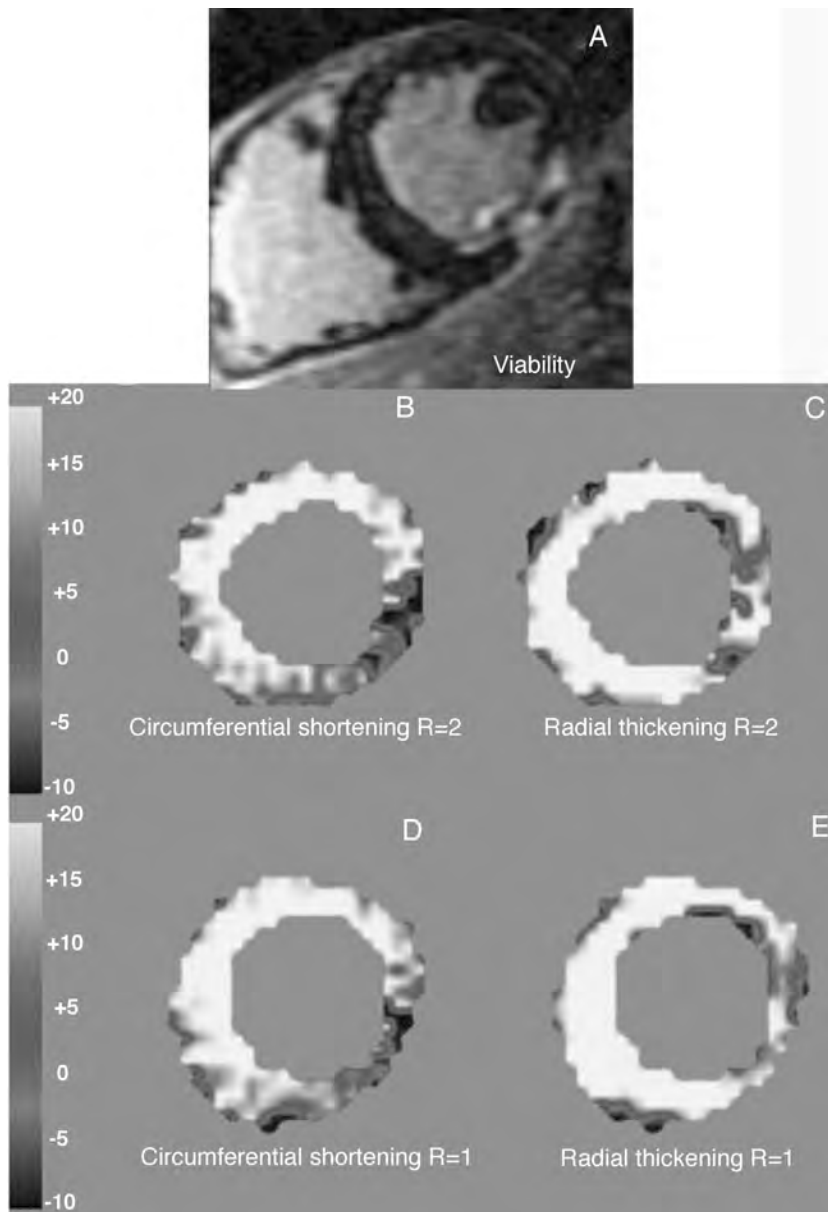 A
Viability
B
C
+20
+15
+10
+5
0
-5
-10
Circumferential shortening R=2
Radial thickening R=2
D
E
+20
+15
+10
+5
0
-5
-10
Circumferential shortening R=1
Radial thickening R=1